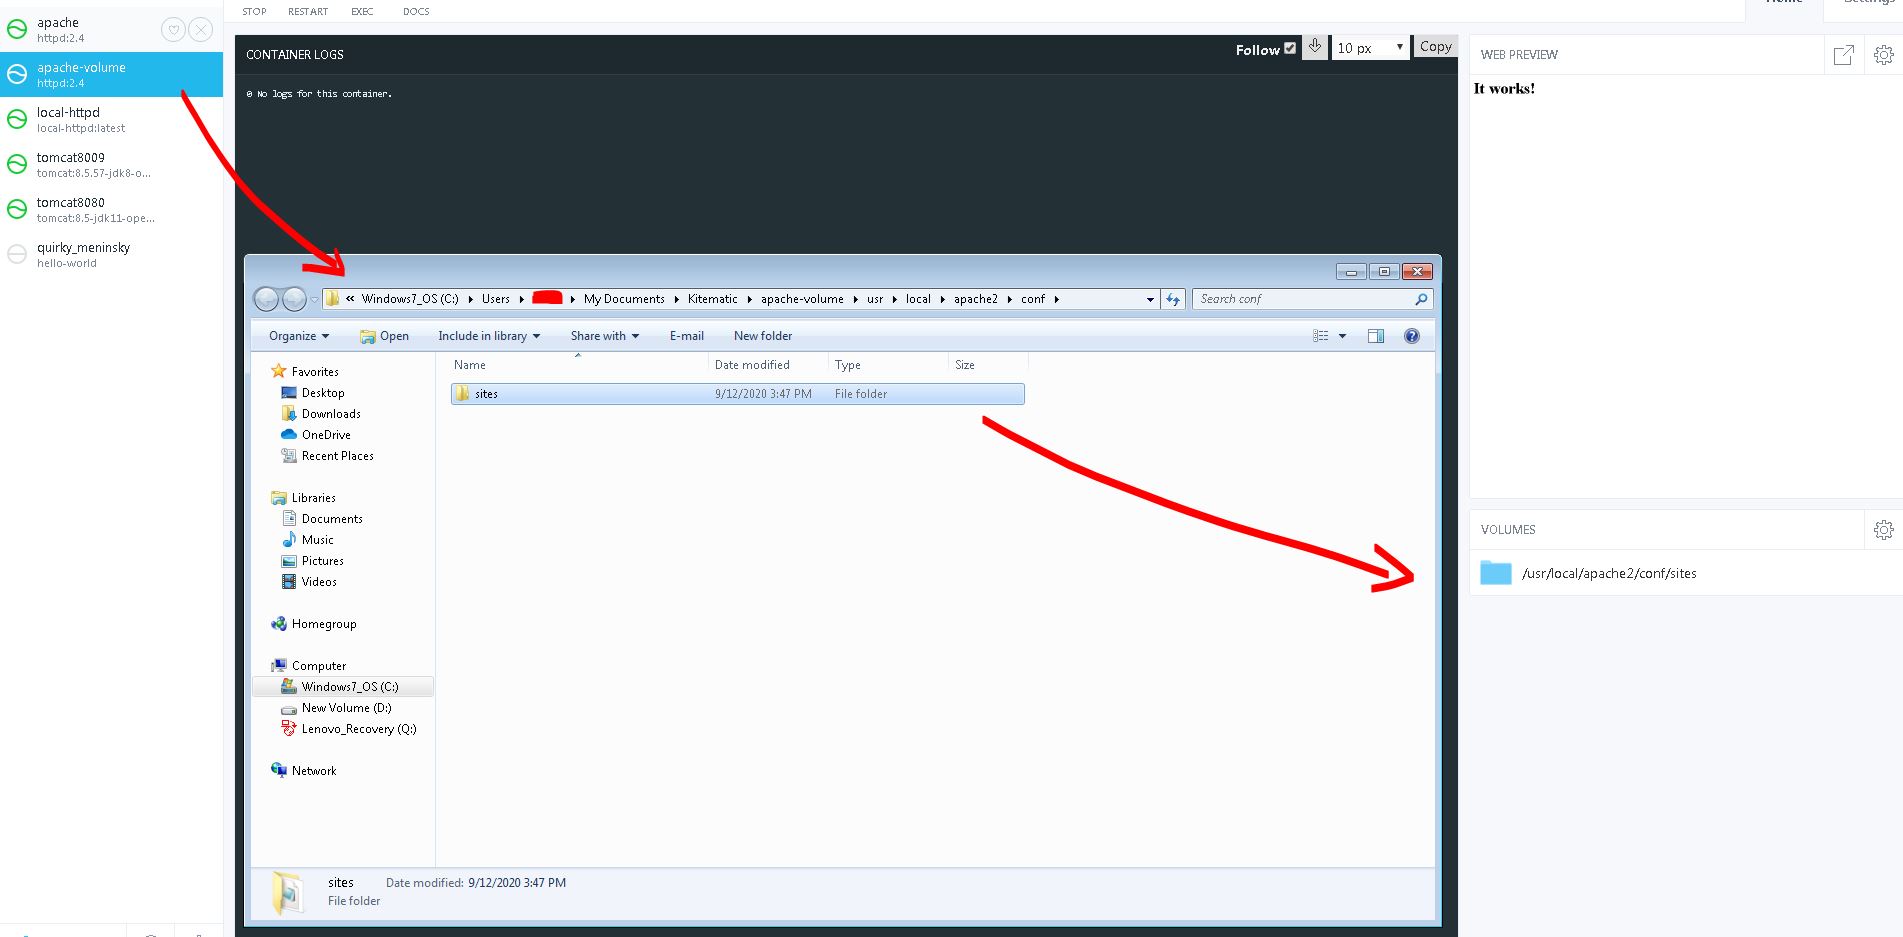 STOP RESTART EXEC DOCS
Home Settings
apache
httpd:2.4
apache-volume
httpd:2.4
local-httpd
local-httpd:latest
tomcat8009
tomcat:8.5.57-jdk8-o...
tomcat8080
tomcat:8.5-jdk11-ope...
quirky_meninsky
hello-world
CONTAINER LOGS
Follow 10 px Copy
0 No logs for this container.
« Windows7_OS (C:) Users My Documents Kitematic apache-volume usr local apache2 conf
Search conf
Organize Open Include in library Share with E-mail New folder
Favorites
Desktop
Downloads
OneDrive
Recent Places
Libraries
Documents
Music
Pictures
Videos
Homegroup
Computer
Windows7_OS (C:)
New Volume (D:)
Lenovo_Recovery (Q:)
Network
Name Date modified Type Size
sites 9/12/2020 3:47 PM File folder
sites Date modified: 9/12/2020 3:47 PM
File folder
WEB PREVIEW
It works!
VOLUMES
/usr/local/apache2/conf/sites